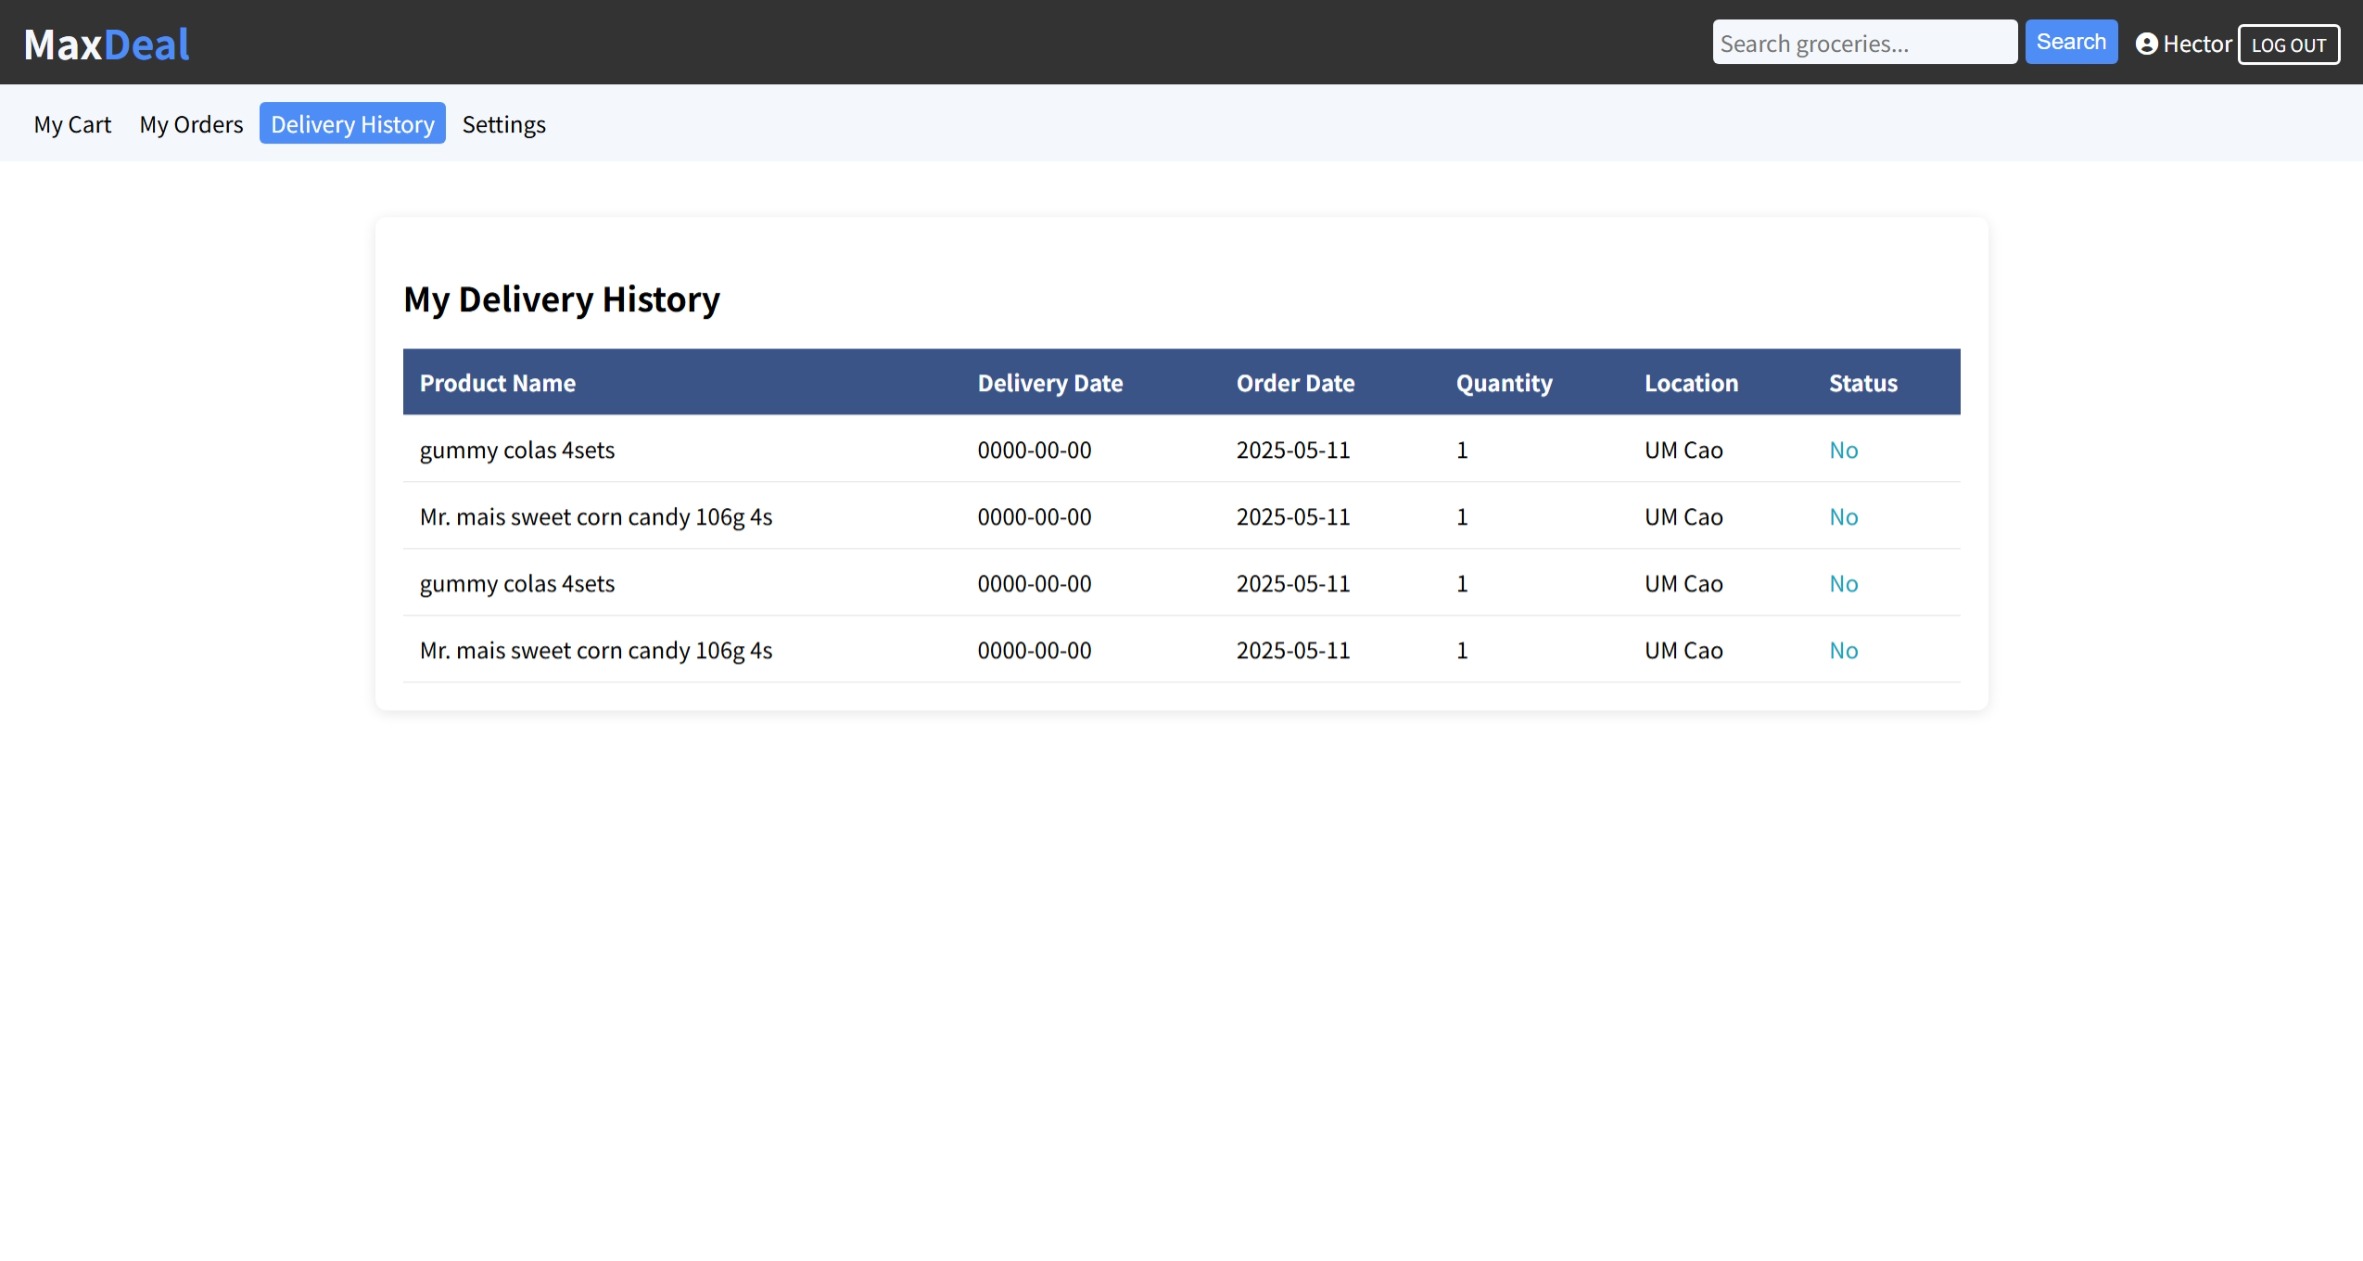 MaxDeal
Search groceries... Search Hector LOG OUT
My Cart My Orders Delivery History Settings
My Delivery History
Product Name Delivery Date Order Date Quantity Location Status
gummy colas 4sets 0000-00-00 2025-05-11 1 UM Cao No
Mr. mais sweet corn candy 106g 4s 0000-00-00 2025-05-11 1 UM Cao No
gummy colas 4sets 0000-00-00 2025-05-11 1 UM Cao No
Mr. mais sweet corn candy 106g 4s 0000-00-00 2025-05-11 1 UM Cao No